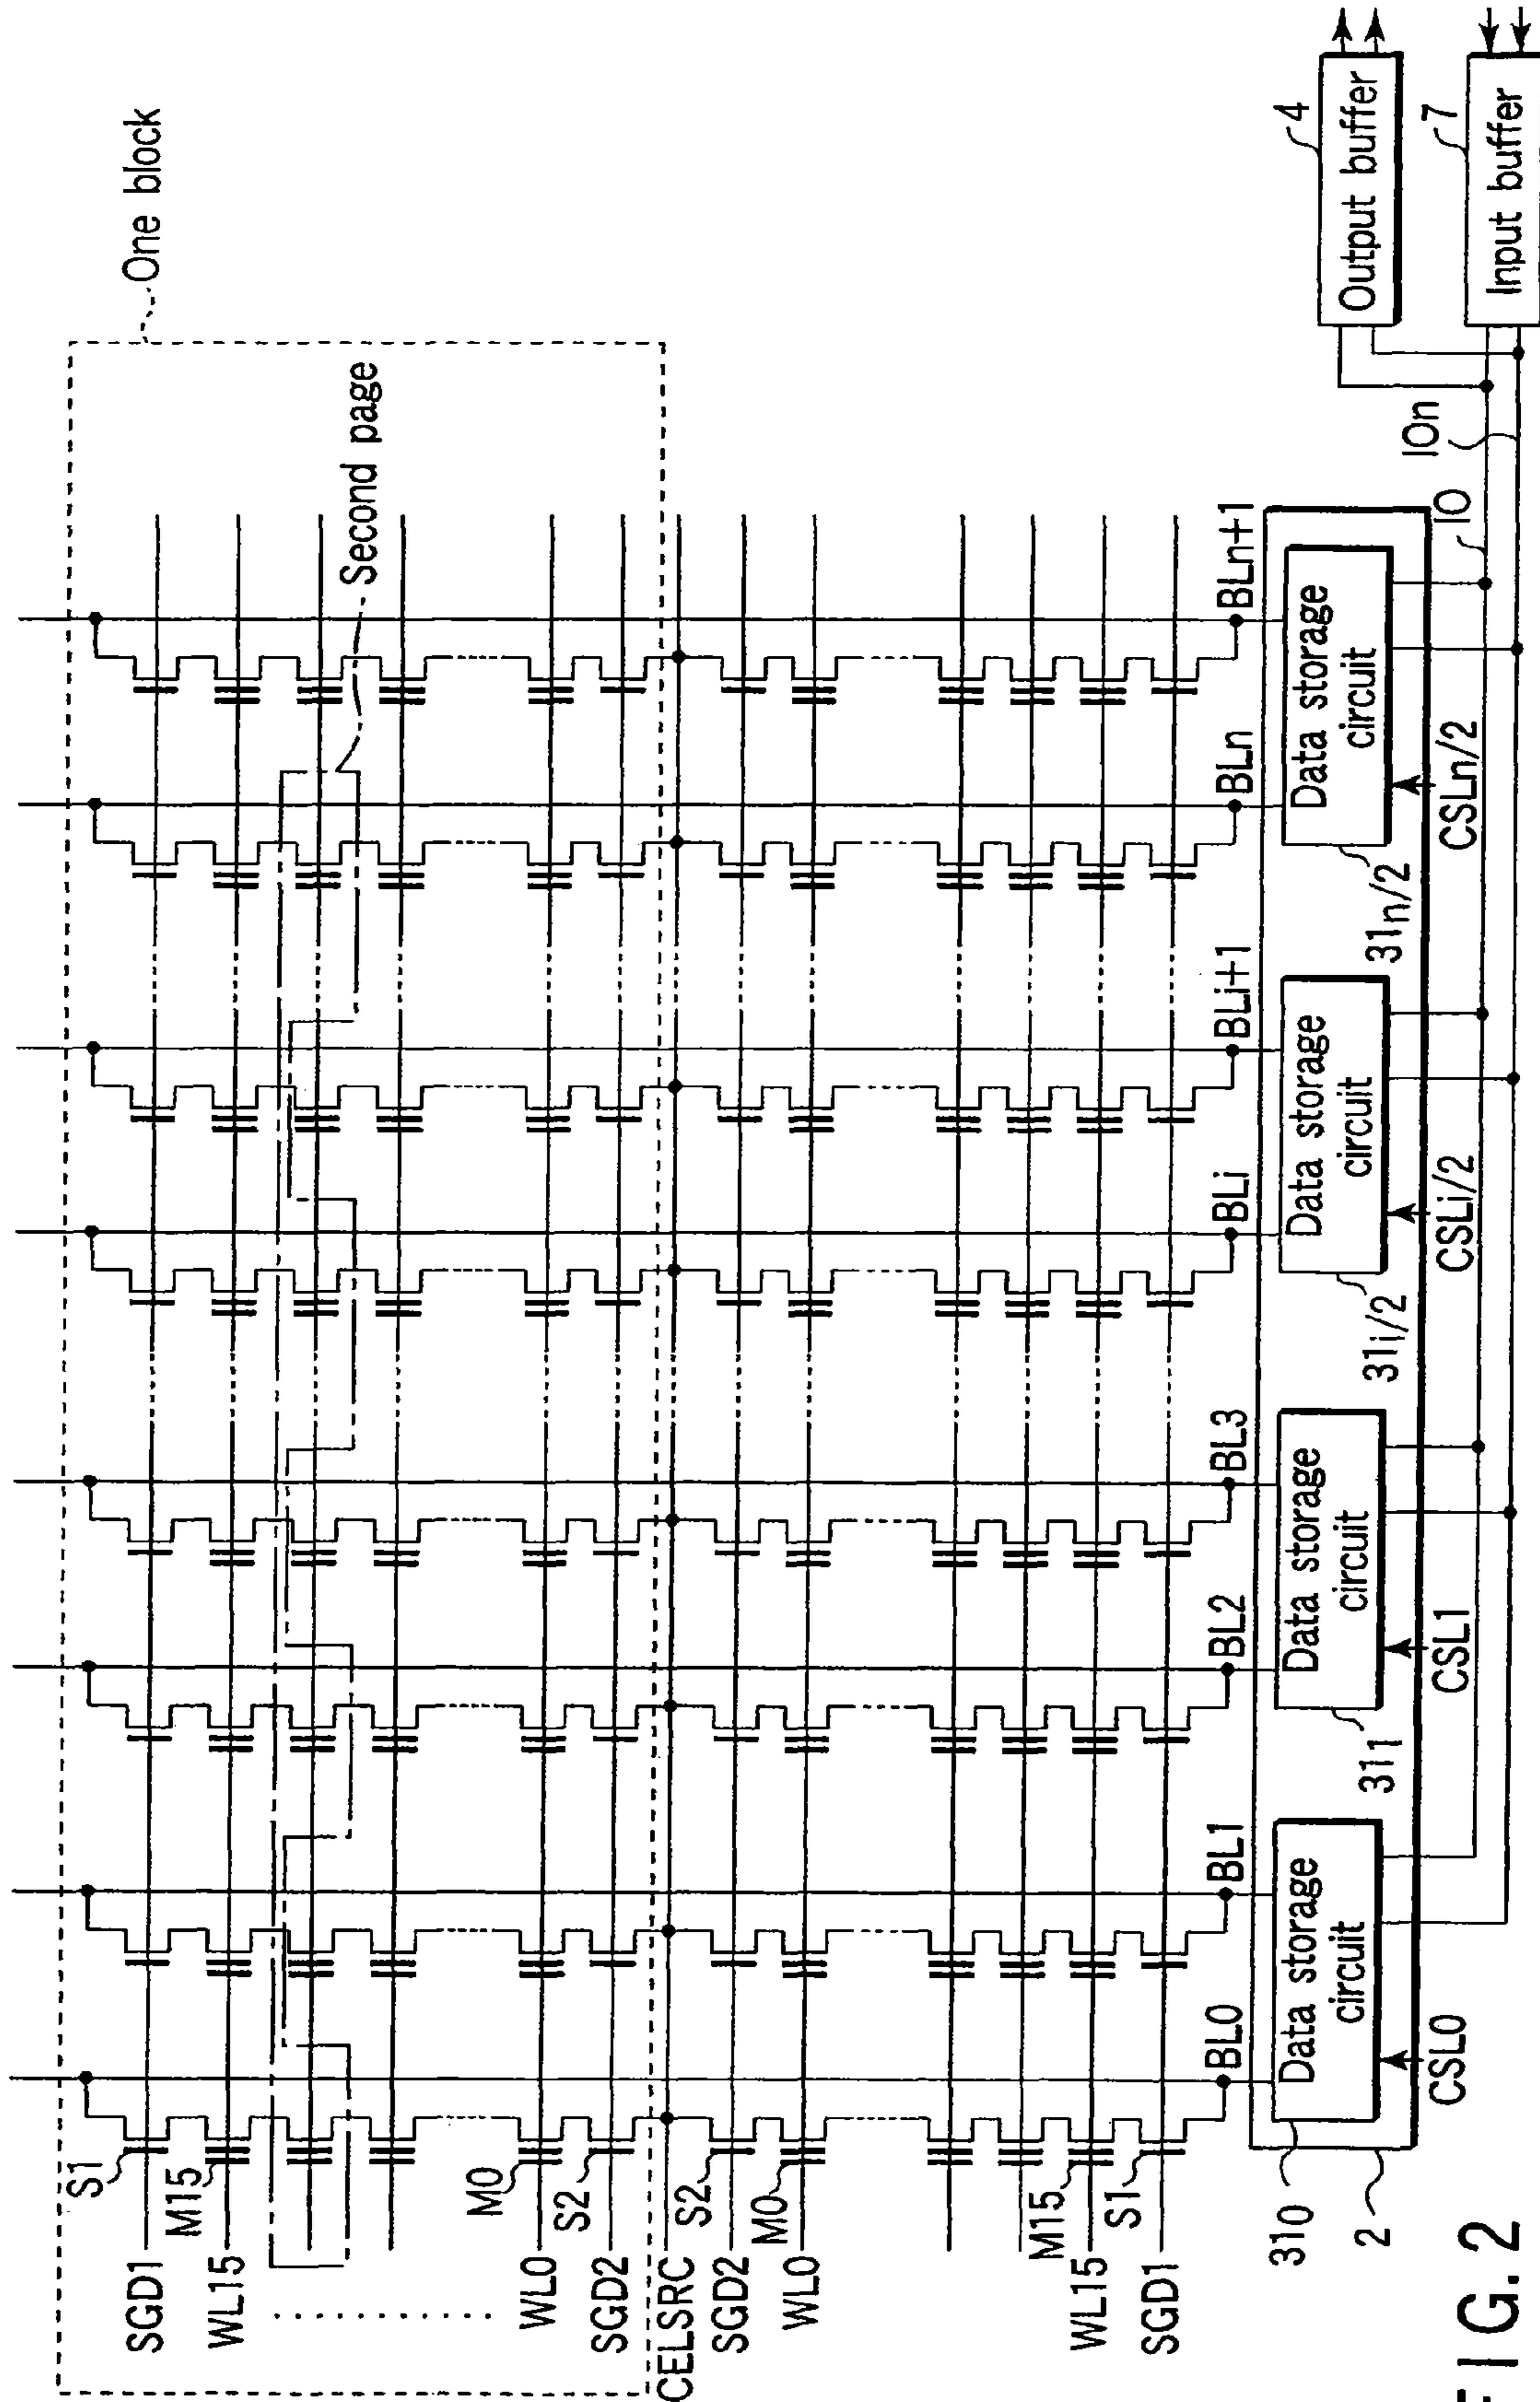 One block
Second page
S1
SGD1
M15
WL15
M0
WL0
S2
SGD2
CELSRC
S2
SGD2
M0
WL0
M15
WL15
S1
SGD1
BL0
BL1
BL2
BL3
BLi
BLi+1
BLn
BLn+1
Data storage
circuit
Data storage
circuit
Data storage
circuit
Data storage
circuit
310
311
31i/2
31n/2
2
CSL0
CSL1
CSLi/2
CSLn/2
IO
IOn
4
Output buffer
7
Input buffer
FIG. 2